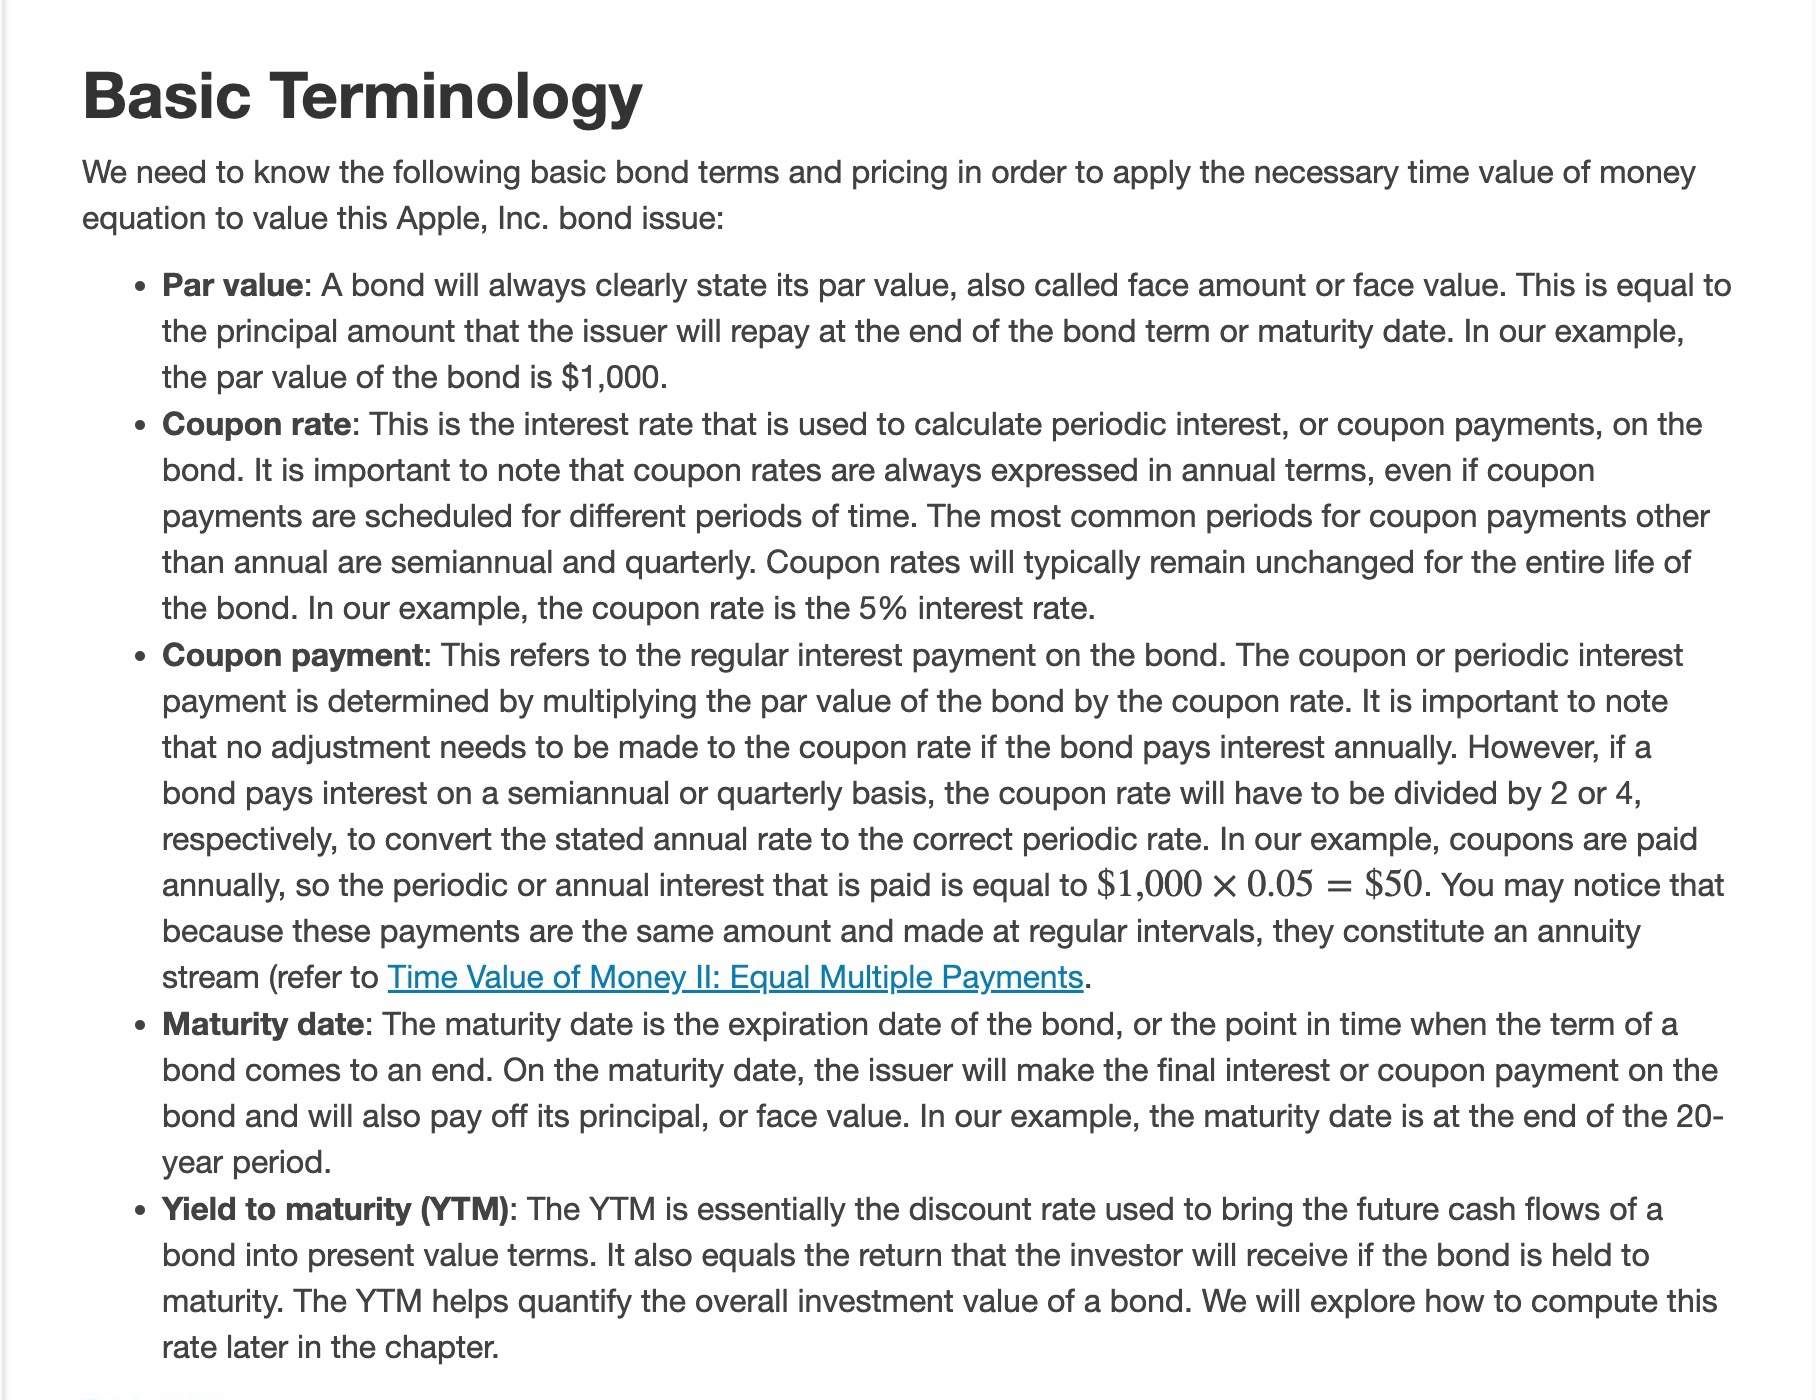 Basic Terminology
We need to know the following basic bond terms and pricing in order to apply the necessary time value of money
equation to value this Apple, Inc. bond issue:
• Par value: A bond will always clearly state its par value, also called face amount or face value. This is equal to
the principal amount that the issuer will repay at the end of the bond term or maturity date. In our example,
the par value of the bond is $1,000.
• Coupon rate: This is the interest rate that is used to calculate periodic interest, or coupon payments, on the
bond. It is important to note that coupon rates are always expressed in annual terms, even if coupon
payments are scheduled for different periods of time. The most common periods for coupon payments other
than annual are semiannual and quarterly. Coupon rates will typically remain unchanged for the entire life of
the bond. In our example, the coupon rate is the 5% interest rate.
• Coupon payment: This refers to the regular interest payment on the bond. The coupon or periodic interest
payment is determined by multiplying the par value of the bond by the coupon rate. It is important to note
that no adjustment needs to be made to the coupon rate if the bond pays interest annually. However, if a
bond pays interest on a semiannual or quarterly basis, the coupon rate will have to be divided by 2 or 4,
respectively, to convert the stated annual rate to the correct periodic rate. In our example, coupons are paid
annually, so the periodic or annual interest that is paid is equal to $1,000 × 0.05 = $50. You may notice that
because these payments are the same amount and made at regular intervals, they constitute an annuity
stream (refer to Time Value of Money II: Equal Multiple Payments.
• Maturity date: The maturity date is the expiration date of the bond, or the point in time when the term of a
bond comes to an end. On the maturity date, the issuer will make the final interest or coupon payment on the
bond and will also pay off its principal, or face value. In our example, the maturity date is at the end of the 20-
year period.
• Yield to maturity (YTM): The YTM is essentially the discount rate used to bring the future cash flows of a
bond into present value terms. It also equals the return that the investor will receive if the bond is held to
maturity. The YTM helps quantify the overall investment value of a bond. We will explore how to compute this
rate later in the chapter.